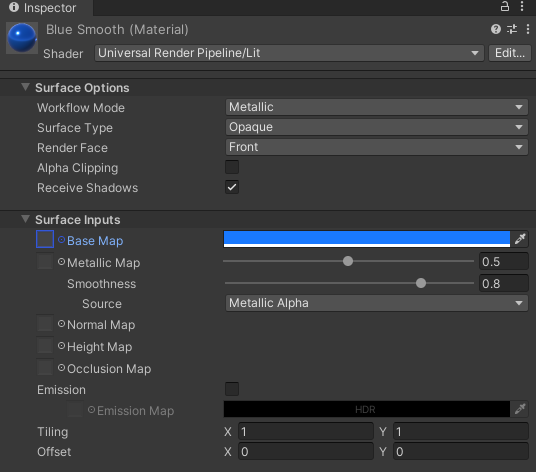 Inspector
Blue Smooth (Material)
Shader Universal Render Pipeline/Lit Edit...
Surface Options
Workflow Mode Metallic
Surface Type Opaque
Render Face Front
Alpha Clipping
Receive Shadows
Surface Inputs
Base Map
Metallic Map 0.5
Smoothness 0.8
Source Metallic Alpha
Normal Map
Height Map
Occlusion Map
Emission
Emission Map HDR
Tiling X 1 Y 1
Offset X 0 Y 0